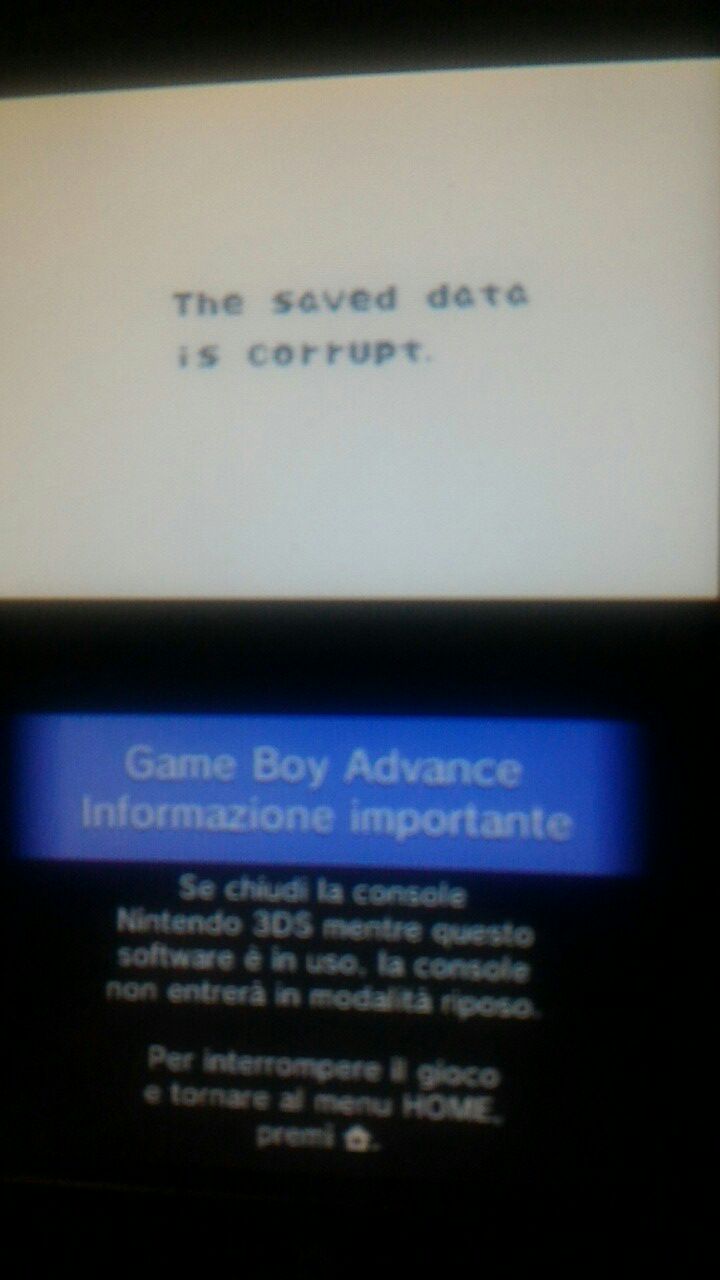 The saved data
is corrupt.
Game Boy Advance
Informazione importante
Se chiudi la console
Nintendo 3DS mentre questo
software è in uso, la console
non entrerà in modalità riposo.
Per interrompere il gioco
e tornare al menu HOME,
premi .